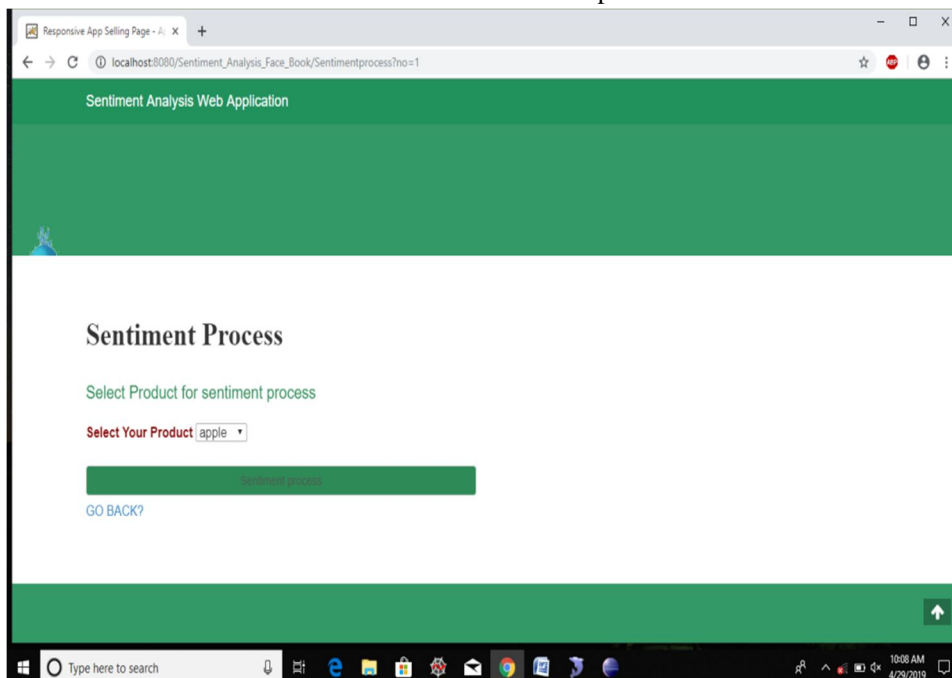 Responsive App Selling Page - A
localhost:8080/Sentiment_Analysis_Face_Book/Sentimentprocess?no=1
ABP
Sentiment Analysis Web Application
Sentiment Process
Select Product for sentiment process
Select Your Product apple
Sentiment process
GO BACK?
Type here to search
10:08 AM
4/29/2019